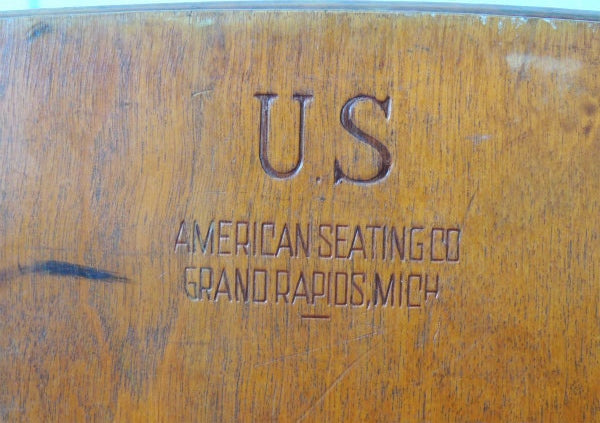 U.S
AMERICAN SEATING CO
GRAND RAPIDS, MICH